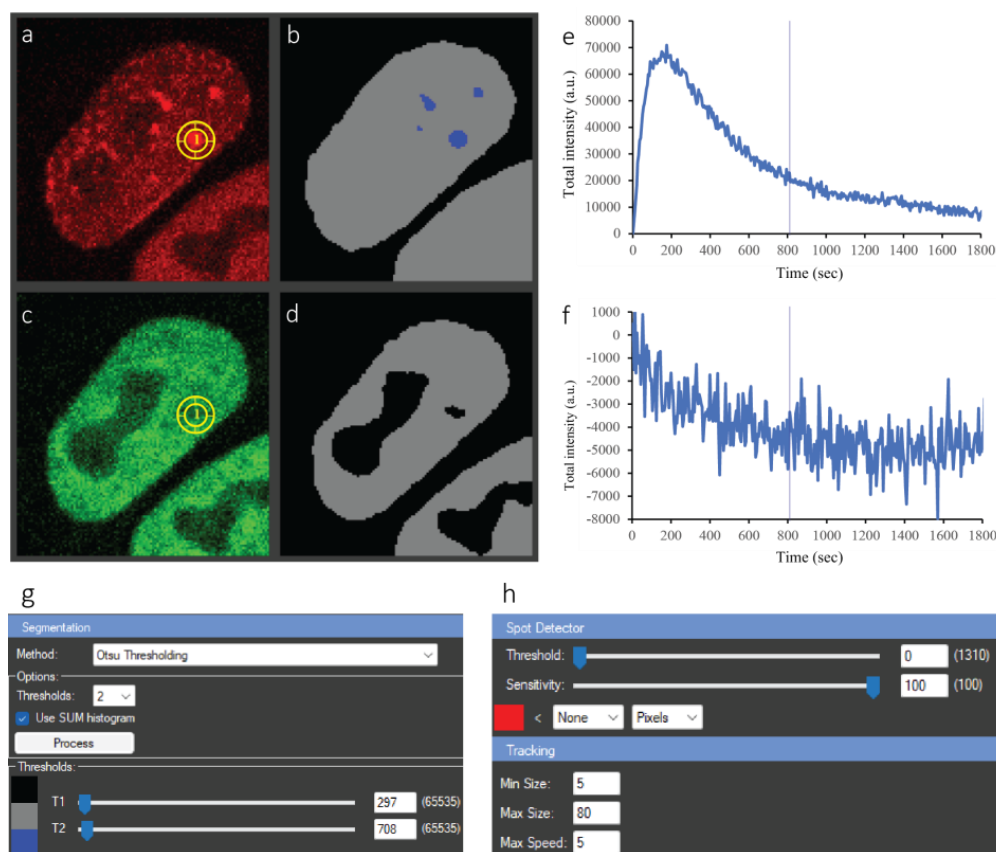 a
1
b
c
1
d
e
Total intensity (a.u.)
80000
70000
60000
50000
40000
30000
20000
10000
0
0 200 400 600 800 1000 1200 1400 1600 1800
Time (sec)
f
Total intensity (a.u.)
1000
-1000
-2000
-3000
-4000
-5000
-6000
-7000
-8000
0 200 400 600 800 1000 1200 1400 1600 1800
Time (sec)
g
Segmentation
Method: Otsu Thresholding
Options:
Thresholds: 2
Use SUM histogram
Process
Thresholds:
T1 297 (65535)
T2 708 (65535)
h
Spot Detector
Threshold: 0 (1310)
Sensitivity: 100 (100)
< None Pixels
Tracking
Min Size: 5
Max Size: 80
Max Speed: 5